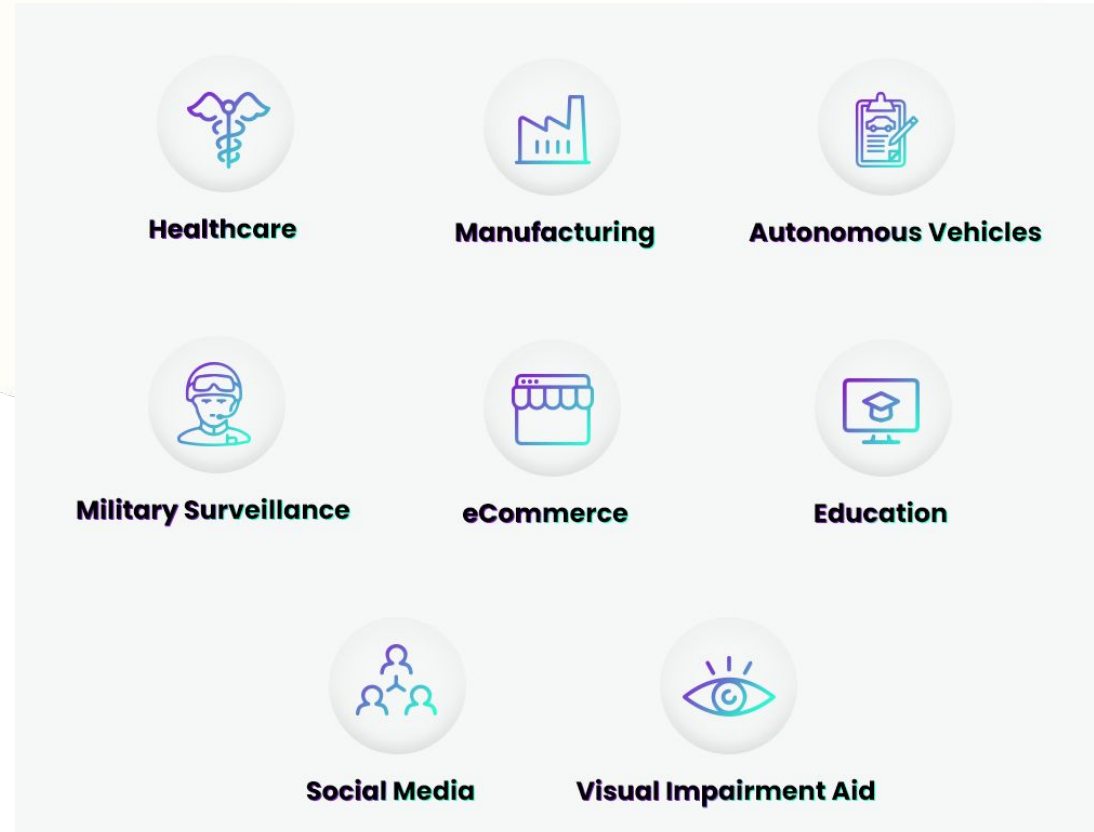 Healthcare
Manufacturing
Autonomous Vehicles
Military Surveillance
eCommerce
Education
Social Media
Visual Impairment Aid